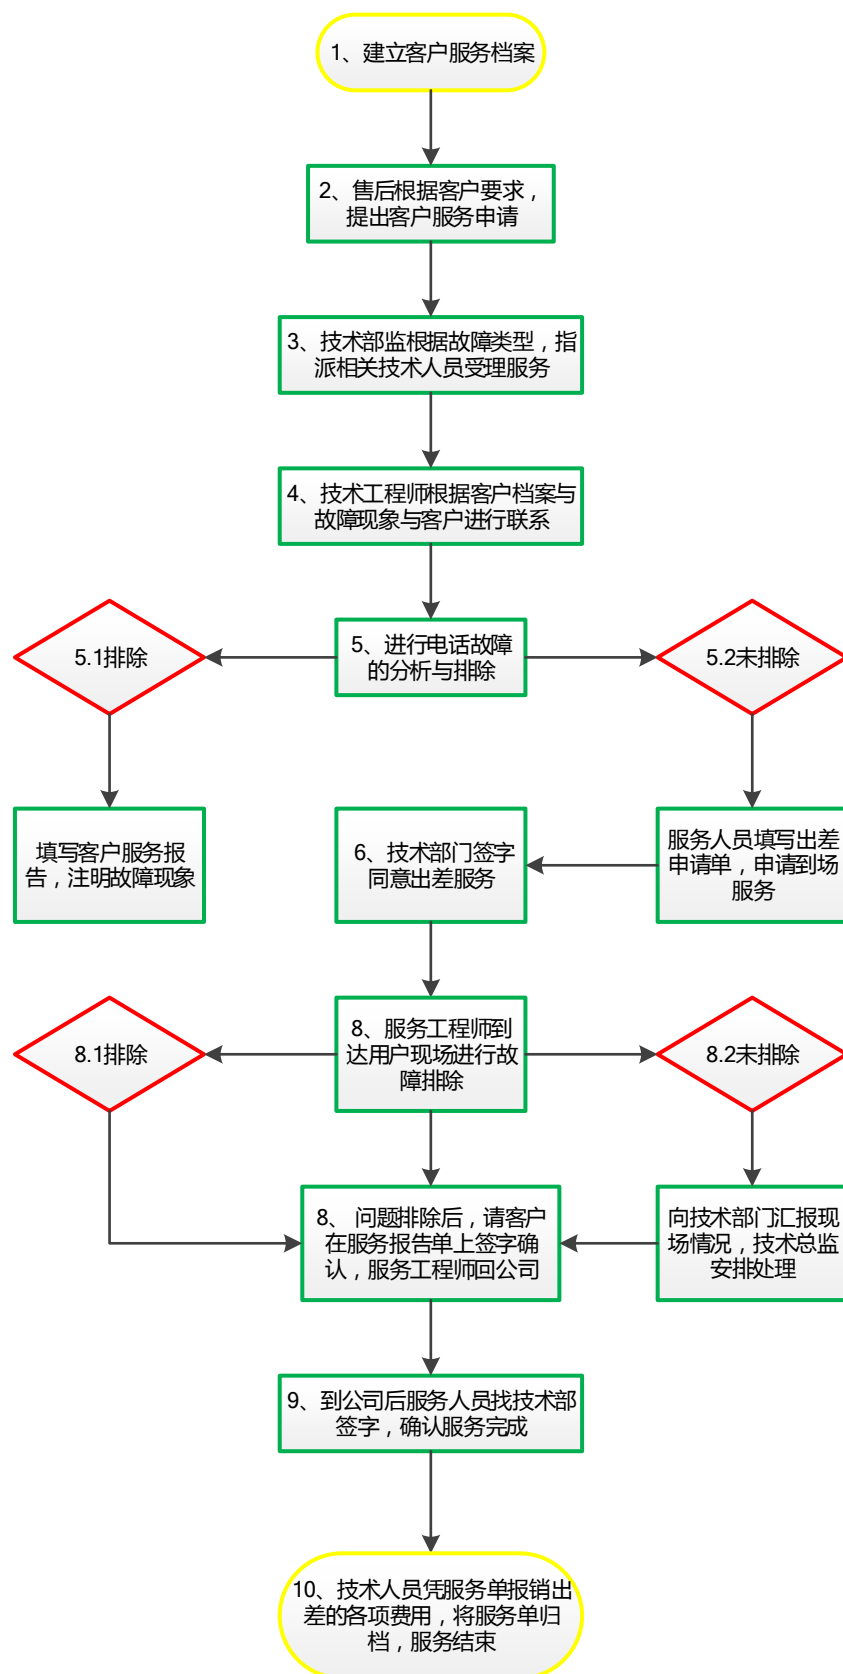 1、建立客户服务档案
2、售后根据客户要求，
提出客户服务申请
3、技术部监根据故障类型，指
派相关技术人员受理服务
4、技术工程师根据客户档案与
故障现象与客户进行联系
5.1排除
5、进行电话故障
的分析与排除
5.2未排除
填写客户服务报
告，注明故障现象
6、技术部门签字
同意出差服务
服务人员填写出差
申请单，申请到场
服务
8.1排除
8、服务工程师到
达用户现场进行故
障排除
8.2未排除
8、 问题排除后，请客户
在服务报告单上签字确
认，服务工程师回公司
向技术部门汇报现
场情况，技术总监
安排处理
9、到公司后服务人员找技术部
签字，确认服务完成
10、技术人员凭服务单报销出
差的各项费用，将服务单归
档，服务结束